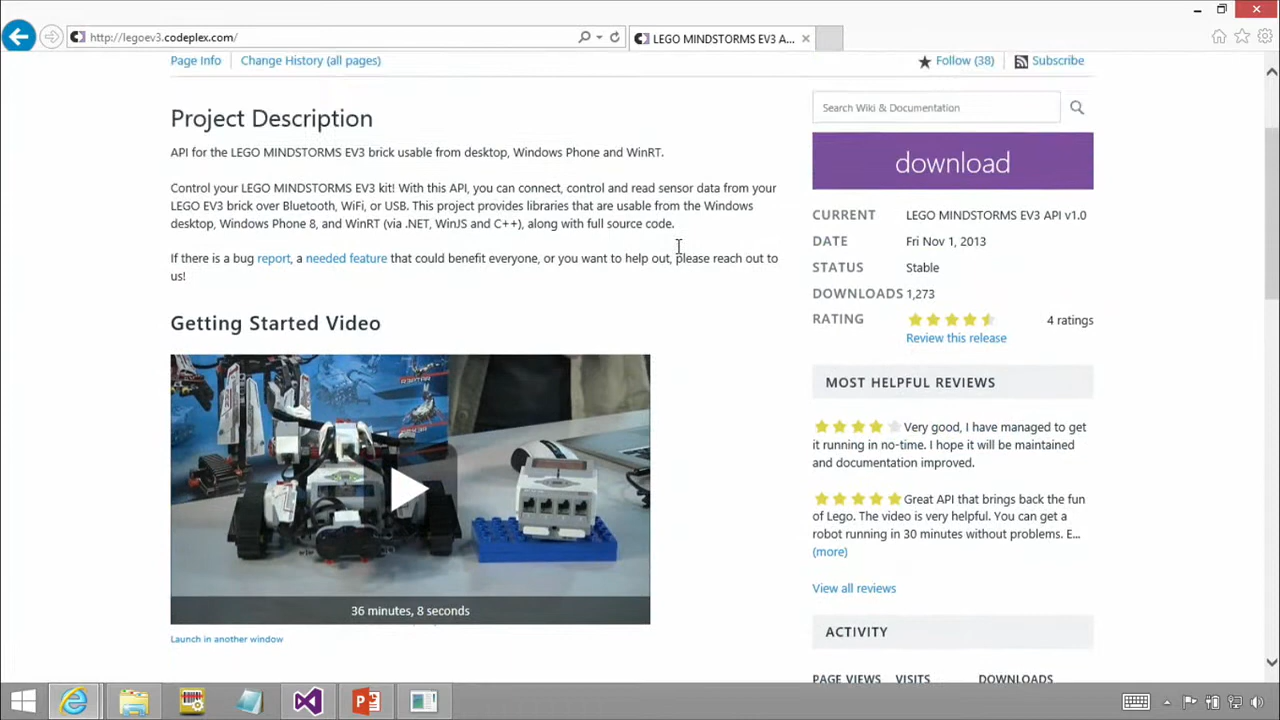 http://legoev3.codeplex.com/
LEGO MINDSTORMS EV3 A...
Page Info
Change History (all pages)
Follow (38)
Subscribe
Project Description
API for the LEGO MINDSTORMS EV3 brick usable from desktop, Windows Phone and WinRT.
Control your LEGO MINDSTORMS EV3 kit! With this API, you can connect, control and read sensor data from your
LEGO EV3 brick over Bluetooth, WiFi, or USB. This project provides libraries that are usable from the Windows
desktop, Windows Phone 8, and WinRT (via .NET, WinJS and C++), along with full source code.
If there is a bug report, a needed feature that could benefit everyone, or you want to help out, please reach out to
us!
Getting Started Video
36 minutes, 8 seconds
Launch in another window
Search Wiki & Documentation
download
CURRENT LEGO MINDSTORMS EV3 API v1.0
DATE Fri Nov 1, 2013
STATUS Stable
DOWNLOADS 1,273
RATING 4 ratings
Review this release
MOST HELPFUL REVIEWS
Very good, I have managed to get
it running in no-time. I hope it will be maintained
and documentation improved.
Great API that brings back the fun
of Lego. The video is very helpful. You can get a
robot running in 30 minutes without problems. E...
(more)
View all reviews
ACTIVITY
PAGE VIEWS VISITS DOWNLOADS